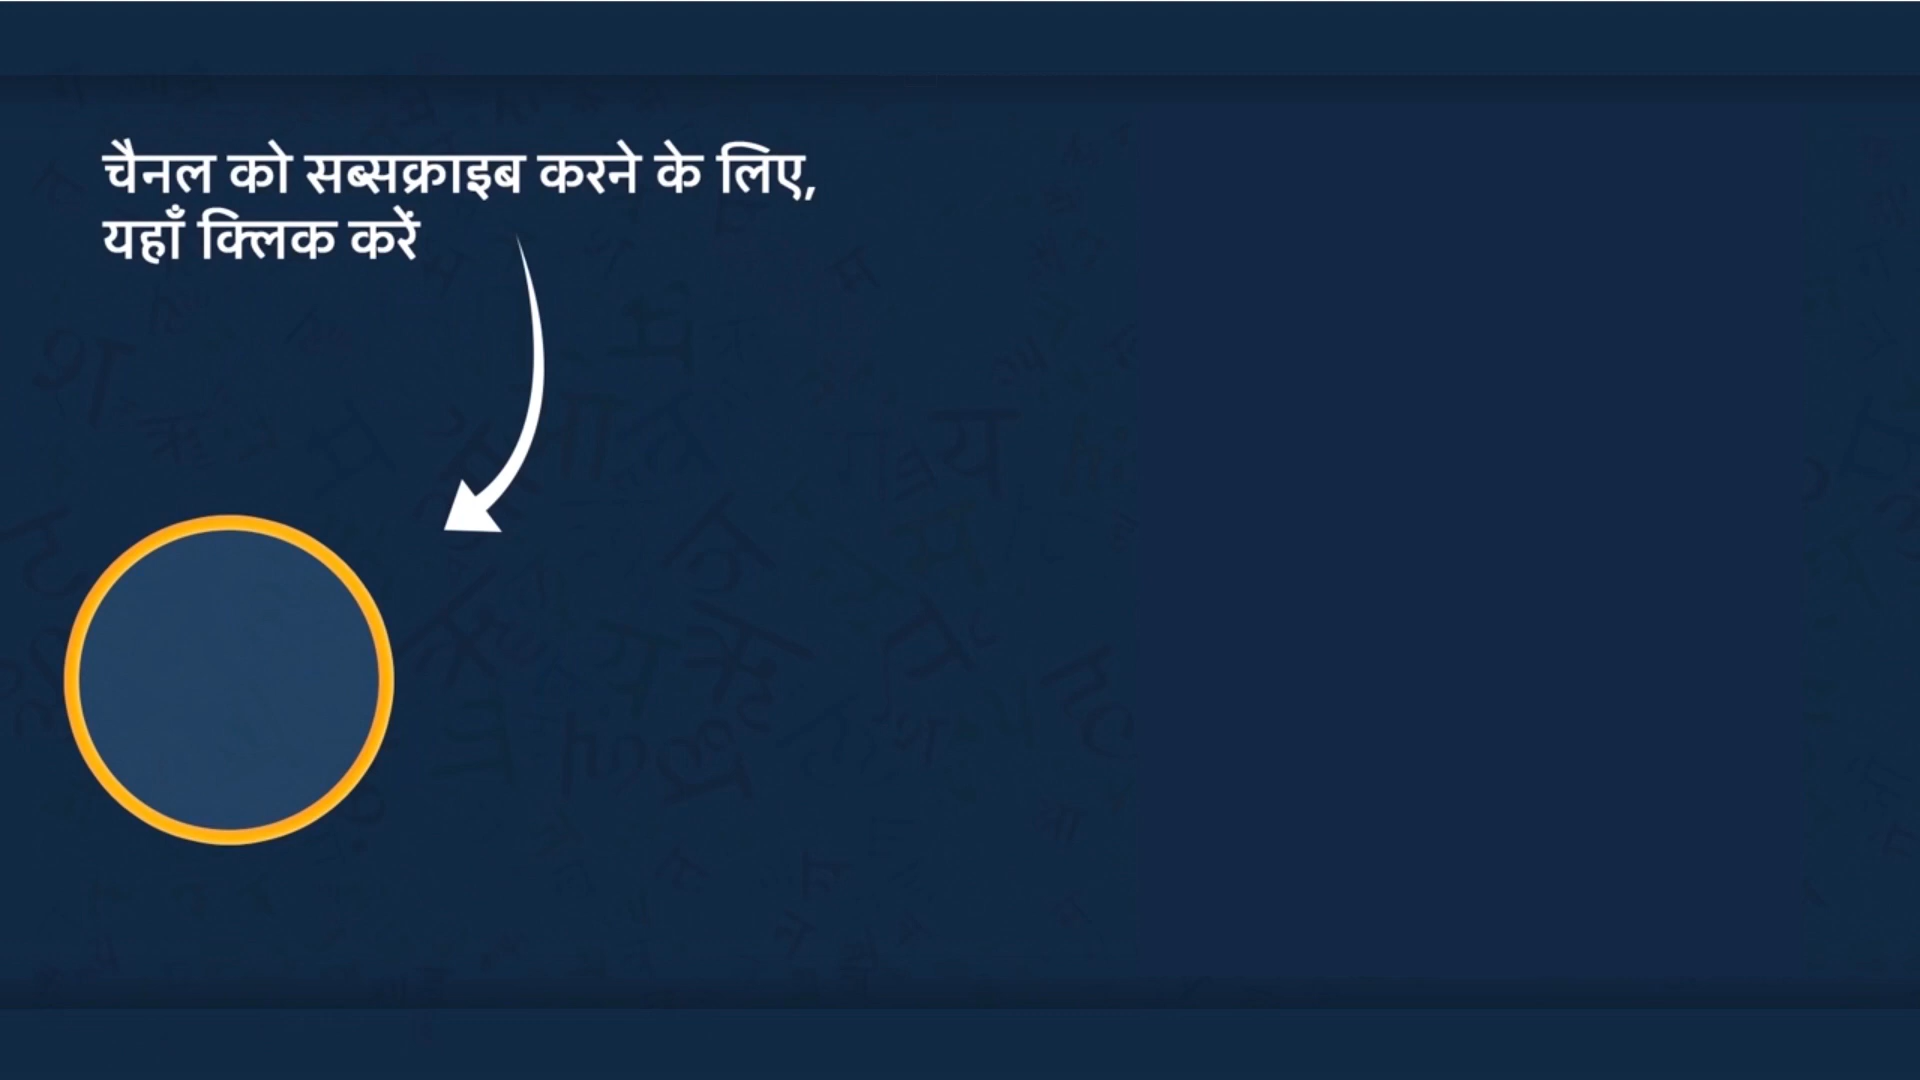 चैनल को सब्सक्राइब करने के लिए,
यहाँ क्लिक करें